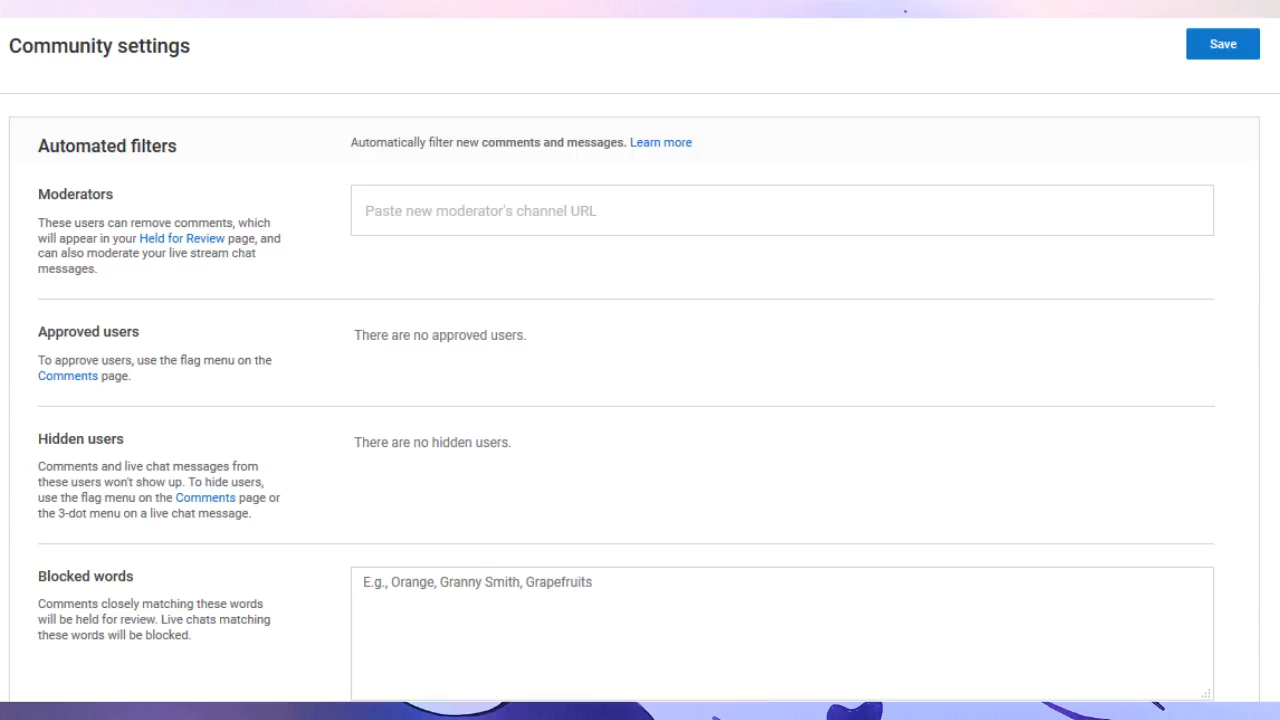 Community settings
Save
Automated filters
Automatically filter new comments and messages. Learn more
Moderators
These users can remove comments, which
will appear in your Held for Review page, and
can also moderate your live stream chat
messages.
Paste new moderator's channel URL
Approved users
To approve users, use the flag menu on the
Comments page.
There are no approved users.
Hidden users
Comments and live chat messages from
these users won't show up. To hide users,
use the flag menu on the Comments page or
the 3-dot menu on a live chat message.
There are no hidden users.
Blocked words
Comments closely matching these words
will be held for review. Live chats matching
these words will be blocked.
E.g., Orange, Granny Smith, Grapefruits